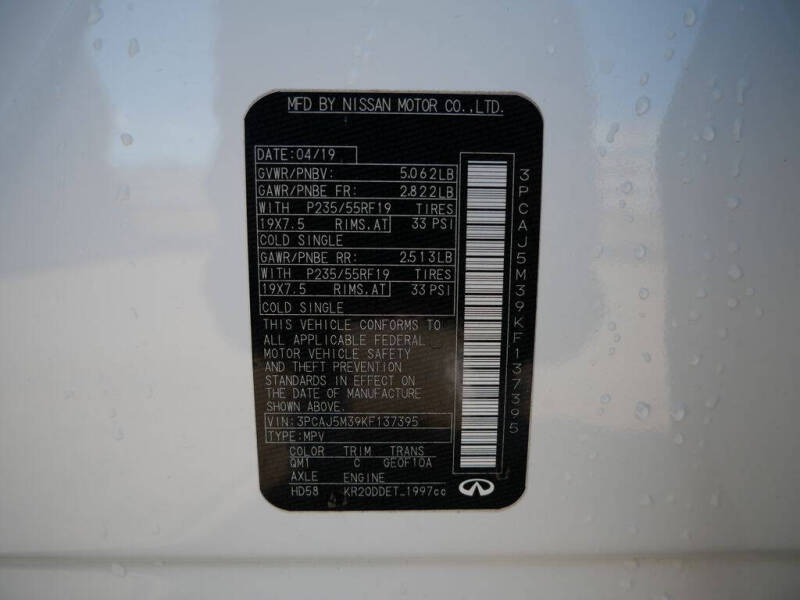 MFD BY NISSAN MOTOR CO.,LTD.
DATE:04/19
GVWR/PNBV: 5.062LB
GAWR/PNBE FR: 2.822LB
WITH P235/55RF19 TIRES
19X7.5 RIMS.AT 33 PSI
COLD SINGLE
GAWR/PNBE RR: 2.513LB
WITH P235/55RF19 TIRES
19X7.5 RIMS.AT 33 PSI
COLD SINGLE
THIS VEHICLE CONFORMS TO
ALL APPLICABLE FEDERAL
MOTOR VEHICLE SAFETY
AND THEFT PREVENTION
STANDARDS IN EFFECT ON
THE DATE OF MANUFACTURE
SHOWN ABOVE.
VIN:3PCAJ5M39KF137395
TYPE:MPV
COLOR TRIM TRANS
QM1 C GE0F10A
AXLE ENGINE
HD58 KR20DDET_1997cc
3PCAJ5M39KF137395